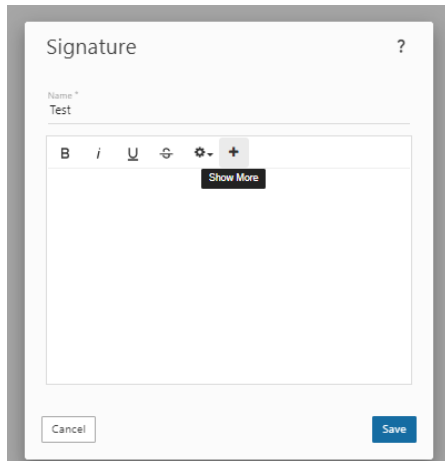 Signature ?
Name *
Test
B i U S +
Show More
Cancel Save